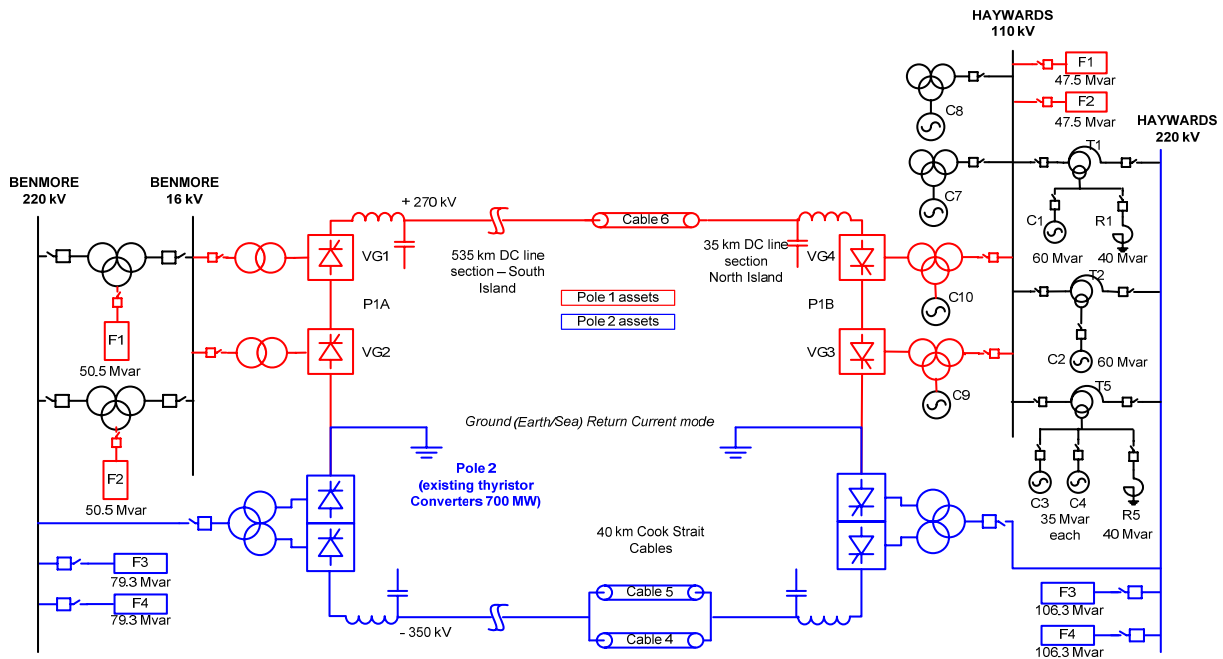 HAYWARDS
110 kV
F1
47.5 Mvar
F2
47.5 Mvar
C8
HAYWARDS
220 kV
T1
C7
C1
R1
60 Mvar
40 Mvar
BENMORE
220 kV
BENMORE
16 kV
+ 270 kV
Cable 6
VG1
535 km DC line
section – South
Island
35 km DC line
section
North Island
VG4
T2
Pole 1 assets
Pole 2 assets
P1A
P1B
C10
F1
50.5 Mvar
VG2
VG3
C2
60 Mvar
T5
C9
Ground (Earth/Sea) Return Current mode
F2
50.5 Mvar
Pole 2
(existing thyristor
Converters 700 MW)
C3
C4
35 Mvar
each
R5
40 Mvar
40 km Cook Strait
Cables
F3
79.3 Mvar
F4
79.3 Mvar
Cable 5
Cable 4
- 350 kV
F3
106.3 Mvar
F4
106.3 Mvar